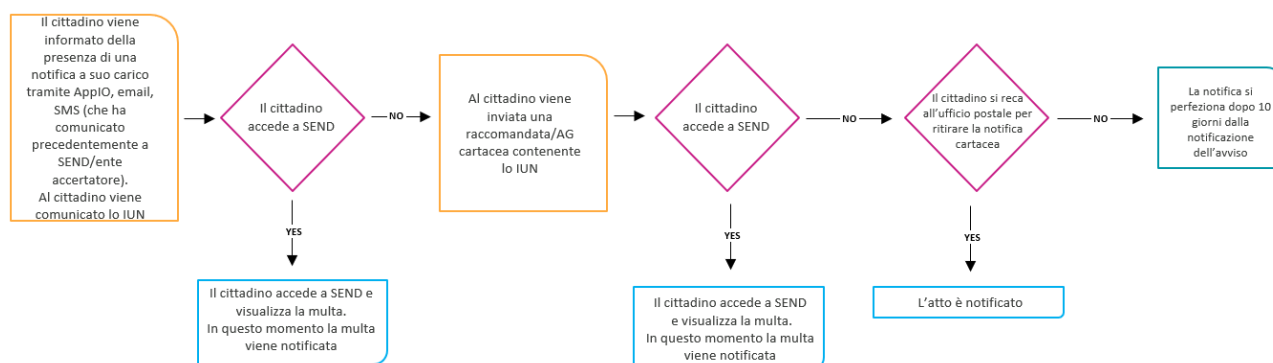 Il cittadino viene
informato della
presenza di una
notifica a suo carico
tramite AppIO, email,
SMS (che ha
comunicato
precedentemente a
SEND/ente
accertatore).
Al cittadino viene
comunicato lo IUN
Il cittadino
accede a SEND
NO
YES
Il cittadino accede a SEND e
visualizza la multa.
In questo momento la multa
viene notificata
Al cittadino viene
inviata una
raccomandata/AG
cartacea contenente
lo IUN
Il cittadino
accede a SEND
NO
YES
Il cittadino accede a SEND
e visualizza la multa.
In questo momento la multa
viene notificata
Il cittadino si reca
all’ufficio postale per
ritirare la notifica
cartacea
NO
YES
L’atto è notificato
La notifica si
perfeziona dopo 10
giorni dalla
notificazione
dell’avviso